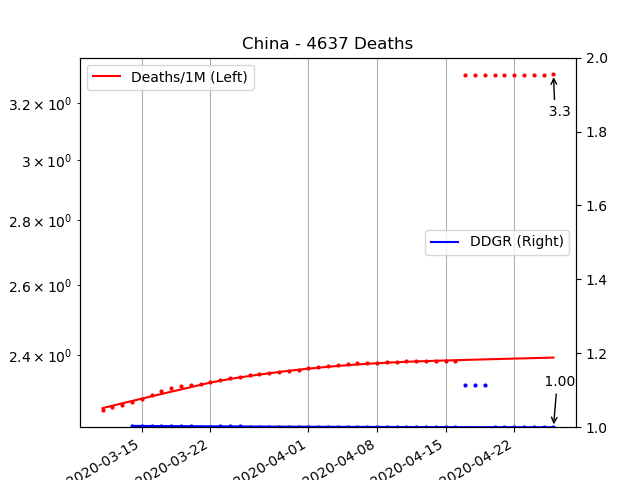 China - 4637 Deaths
Deaths/1M (Left)
DDGR (Right)
3.3
1.00
3.2 × 10⁰
3 × 10⁰
2.8 × 10⁰
2.6 × 10⁰
2.4 × 10⁰
2.0
1.8
1.6
1.4
1.2
1.0
2020-03-15
2020-03-22
2020-04-01
2020-04-08
2020-04-15
2020-04-22